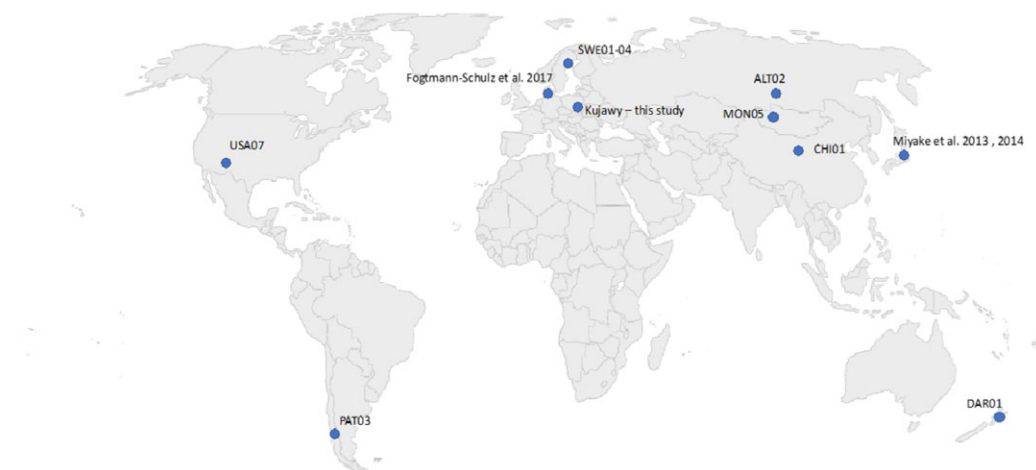 SWE01-04
Fogtmann-Schulz et al. 2017
ALT02
Kujawy – this study
MON05
USA07
CHI01
Miyake et al. 2013 , 2014
DAR01
PAT03